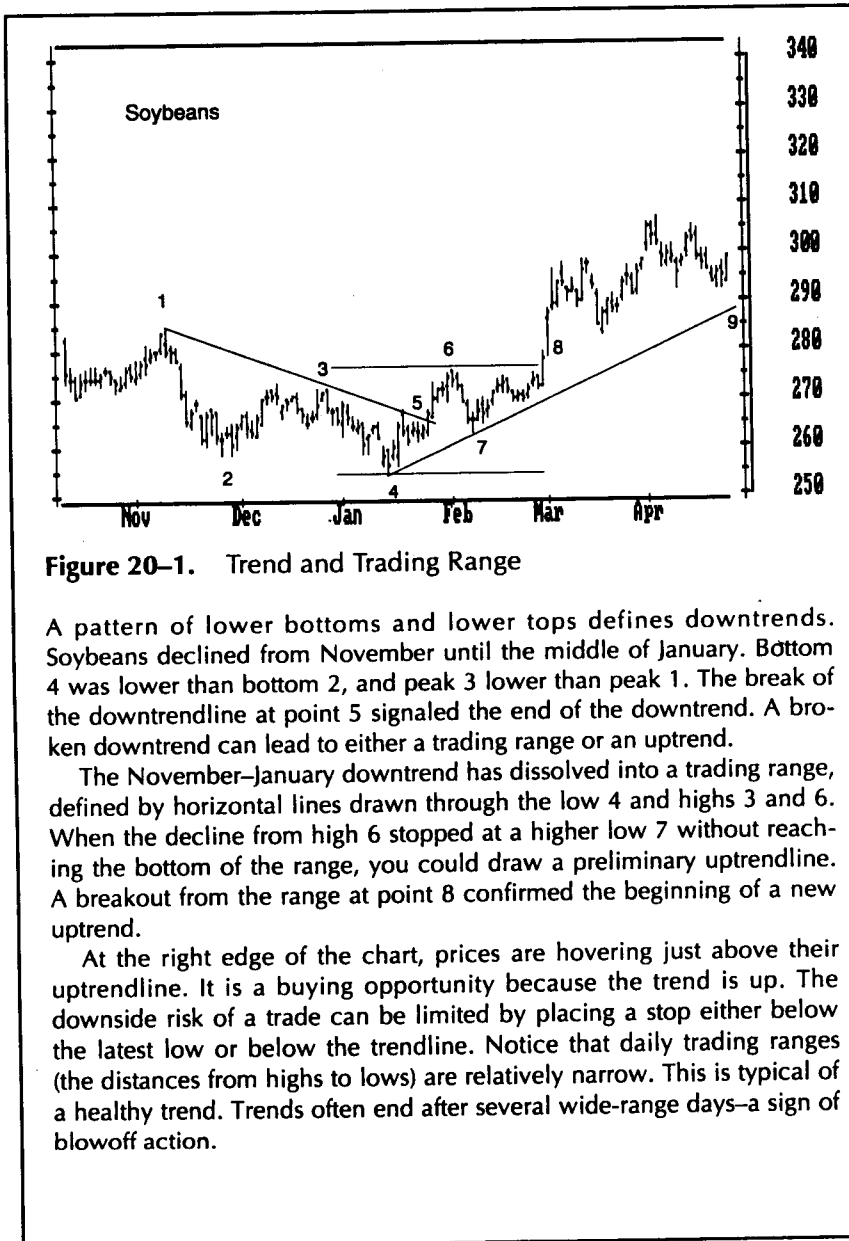 340
330
Soybeans
320
310
300
290
1
9
280
6
8
3
270
5
260
7
2
250
4
Nov Dec Jan Feb Mar Apr
Figure 20–1. Trend and Trading Range
A pattern of lower bottoms and lower tops defines downtrends.
Soybeans declined from November until the middle of January. Bottom
4 was lower than bottom 2, and peak 3 lower than peak 1. The break of
the downtrendline at point 5 signaled the end of the downtrend. A bro-
ken downtrend can lead to either a trading range or an uptrend.
The November–January downtrend has dissolved into a trading range,
defined by horizontal lines drawn through the low 4 and highs 3 and 6.
When the decline from high 6 stopped at a higher low 7 without reach-
ing the bottom of the range, you could draw a preliminary uptrendline.
A breakout from the range at point 8 confirmed the beginning of a new
uptrend.
At the right edge of the chart, prices are hovering just above their
uptrendline. It is a buying opportunity because the trend is up. The
downside risk of a trade can be limited by placing a stop either below
the latest low or below the trendline. Notice that daily trading ranges
(the distances from highs to lows) are relatively narrow. This is typical of
a healthy trend. Trends often end after several wide-range days–a sign of
blowoff action.